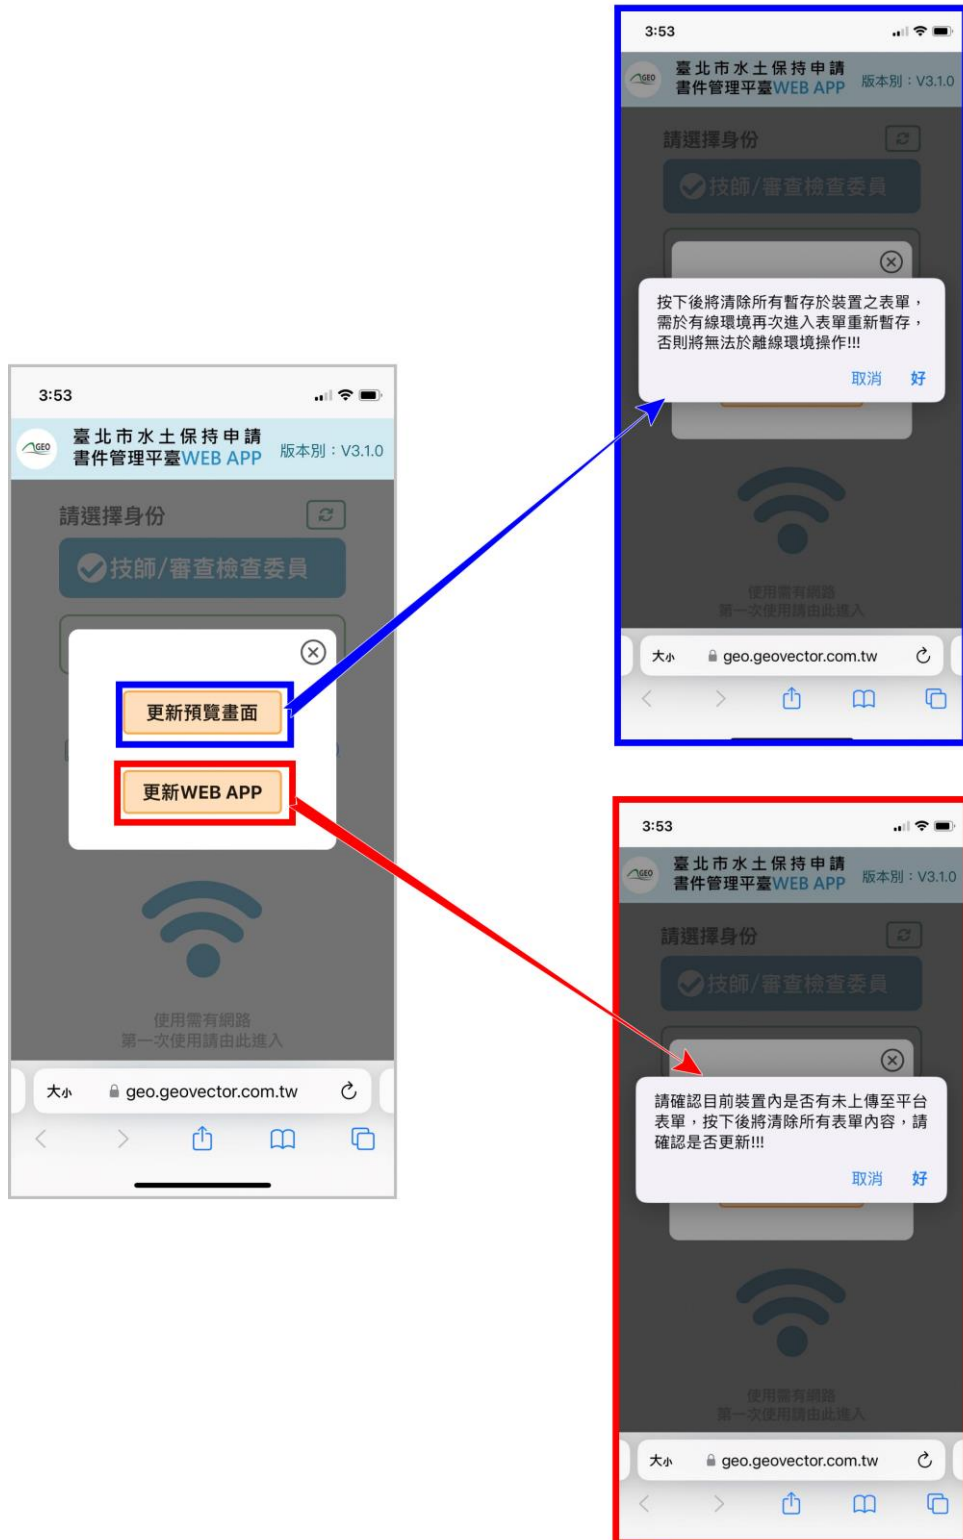 3:53
GEO
臺北市水土保持申請
書件管理平臺WEB APP
版本別：V3.1.0
請選擇身份
技師/審查檢查委員
按下後將清除所有暫存於裝置之表單，
需於有線環境再次進入表單重新暫存，
否則將無法於離線環境操作!!!
取消 好
使用需有網路
第一次使用請由此進入
大小 geo.geovector.com.tw
3:53
GEO
臺北市水土保持申請
書件管理平臺WEB APP
版本別：V3.1.0
請選擇身份
技師/審查檢查委員
更新預覽畫面
更新WEB APP
使用需有網路
第一次使用請由此進入
大小 geo.geovector.com.tw
3:53
GEO
臺北市水土保持申請
書件管理平臺WEB APP
版本別：V3.1.0
請選擇身份
技師/審查檢查委員
請確認目前裝置內是否有未上傳至平台
表單，按下後將清除所有表單內容，請
確認是否更新!!!
取消 好
使用需有網路
第一次使用請由此進入
大小 geo.geovector.com.tw